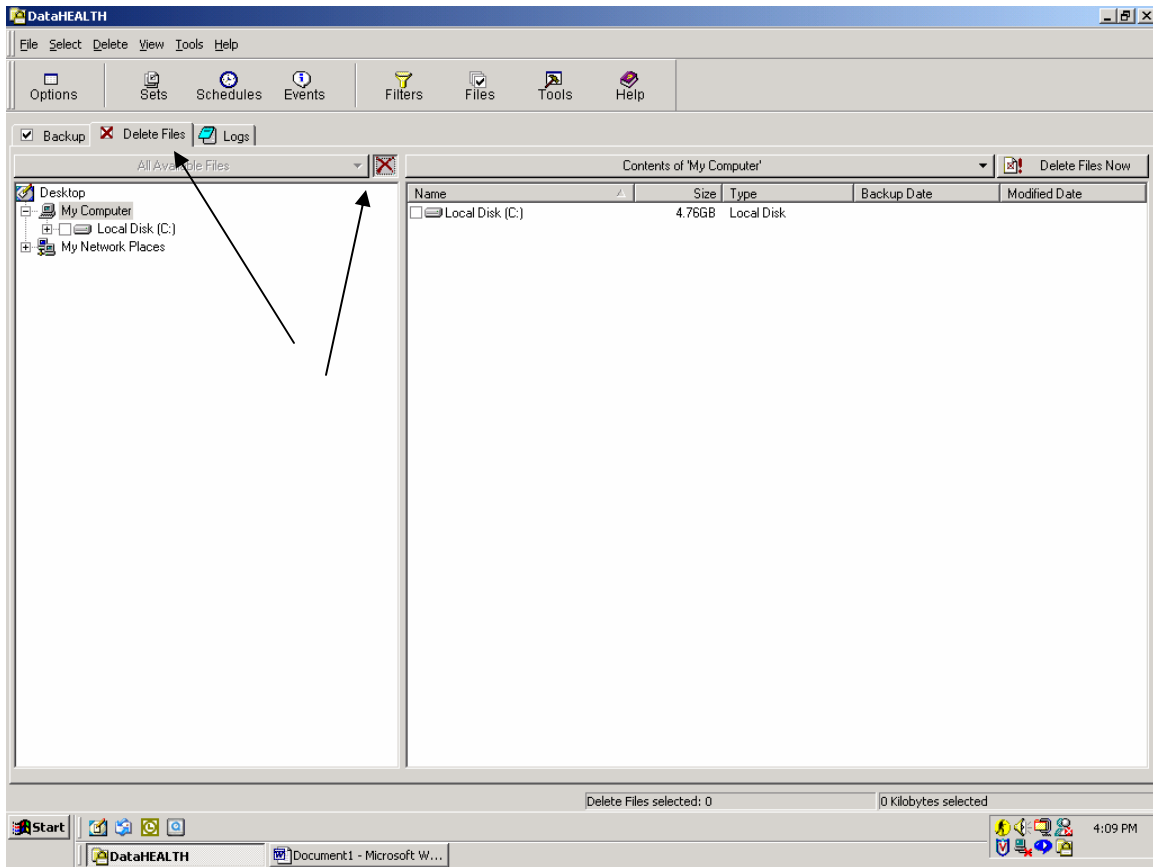 DataHEALTH
File Select Delete View Tools Help
Options Sets Schedules Events Filters Files Tools Help
Backup Delete Files Logs
All Available Files Contents of 'My Computer' Delete Files Now
Desktop
Name Size Type Backup Date Modified Date
My Computer
Local Disk (C:) 4.76GB Local Disk
Local Disk (C:)
My Network Places
Delete Files selected: 0 0 Kilobytes selected
Start 4:09 PM
DataHEALTH Document1 - Microsoft W...